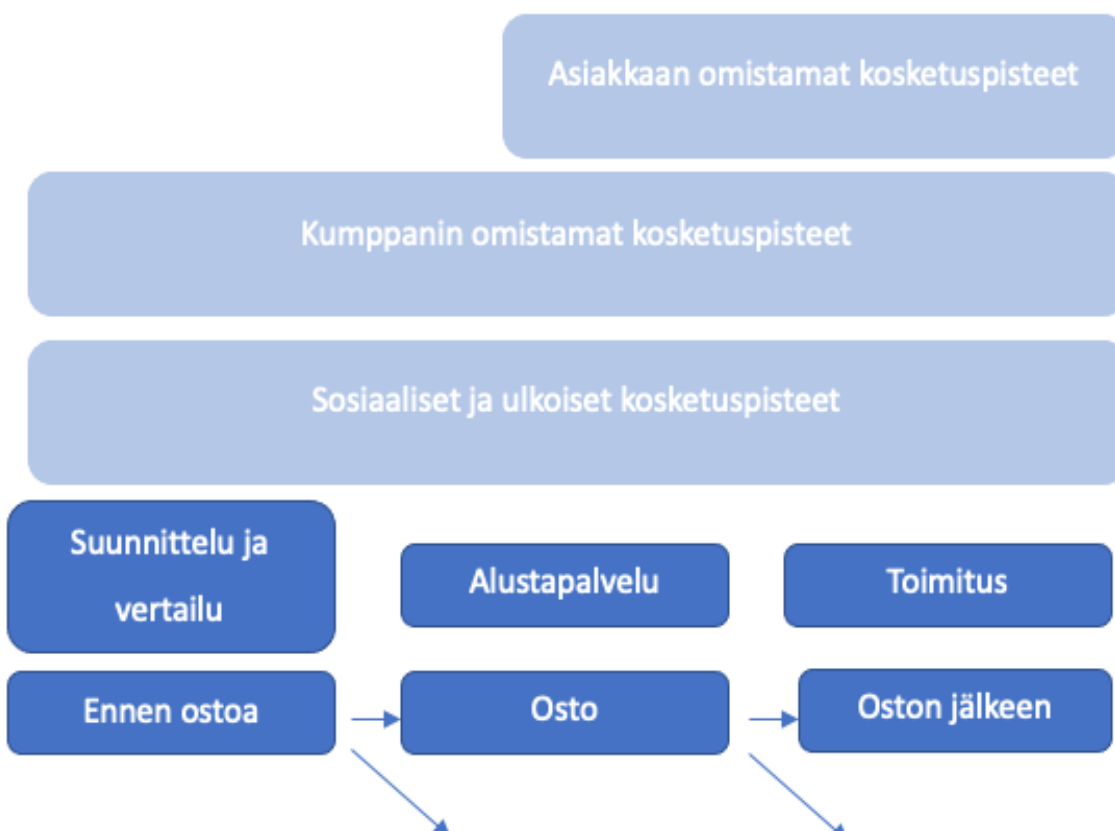 Asiakkaan omistamat kosketuspisteet
Kumppanin omistamat kosketuspisteet
Sosiaaliset ja ulkoiset kosketuspisteet
Suunnittelu ja
vertailu
Alustapalvelu
Toimitus
Ennen ostoa
Osto
Oston jälkeen